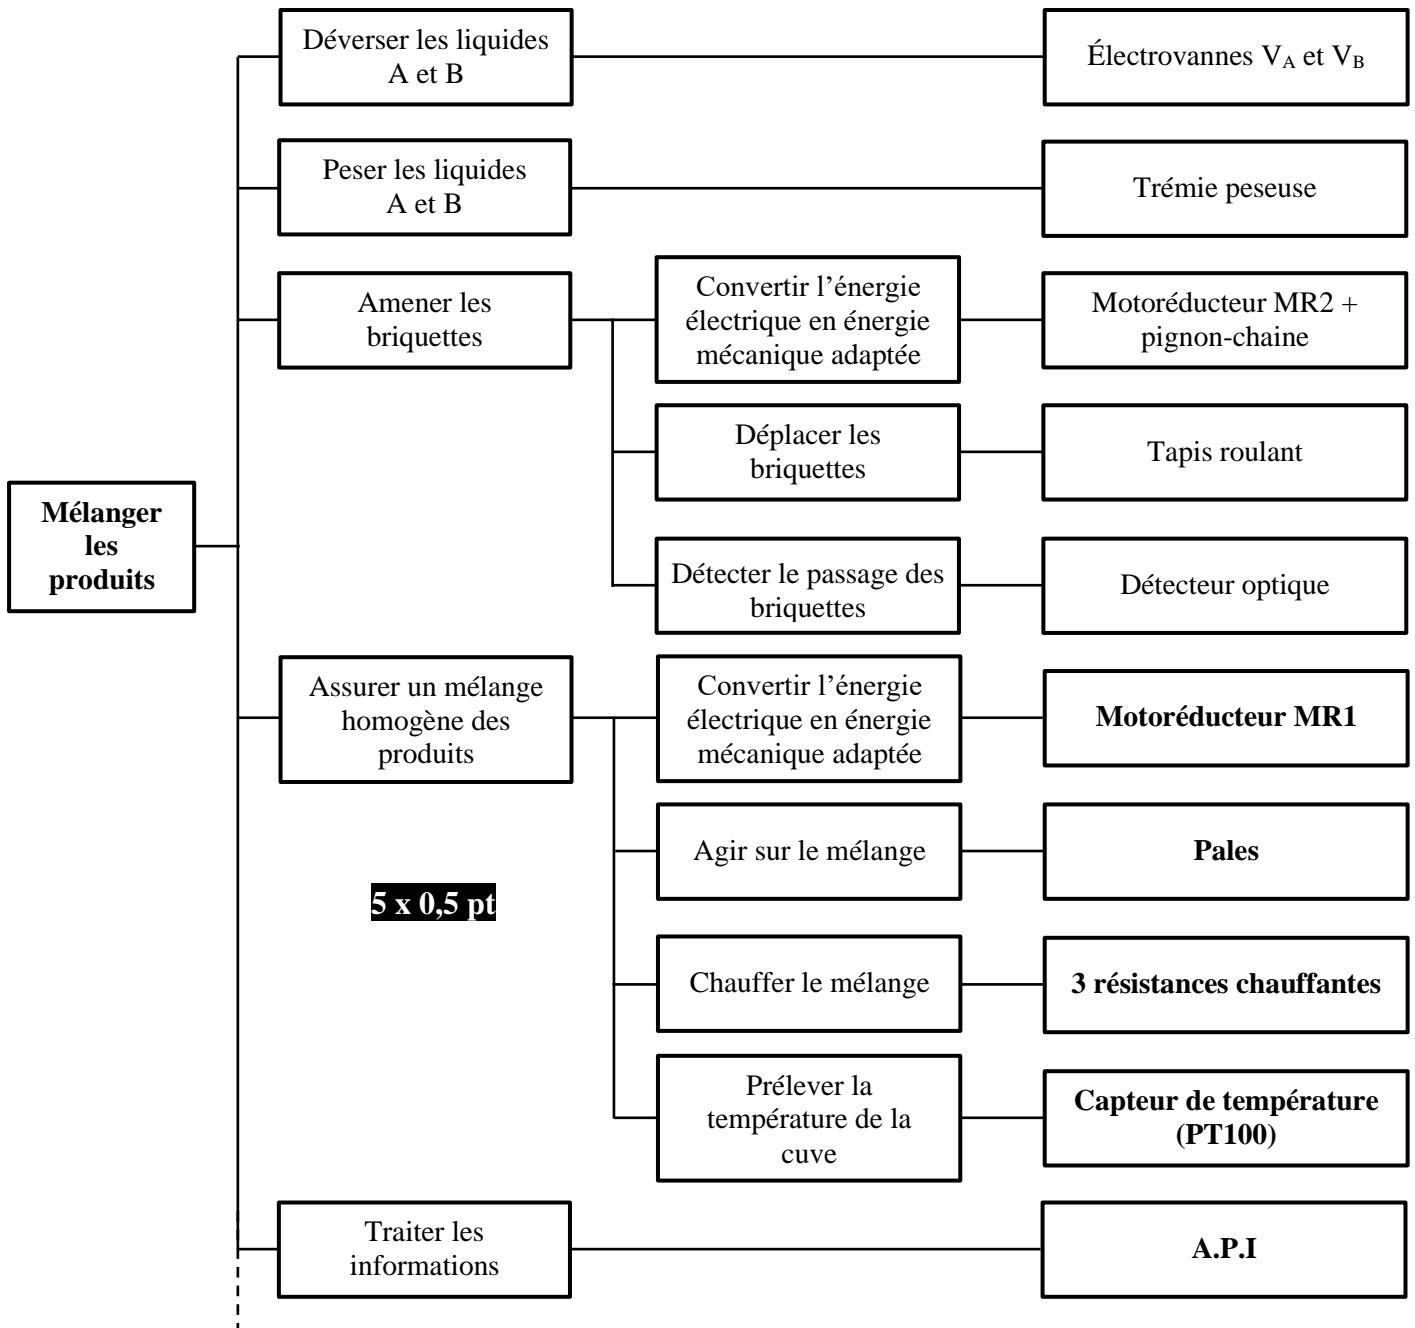 Déverser les liquides
A et B
Électrovannes VA et VB
Peser les liquides
A et B
Trémie peseuse
Amener les
briquettes
Convertir l'énergie
électrique en énergie
mécanique adaptée
Motoréducteur MR2 +
pignon-chaine
Déplacer les
briquettes
Tapis roulant
Mélanger
les
produits
Détecter le passage des
briquettes
Détecteur optique
Assurer un mélange
homogène des
produits
Convertir l'énergie
électrique en énergie
mécanique adaptée
Motoréducteur MR1
Agir sur le mélange
Pales
5 x 0,5 pt
Chauffer le mélange
3 résistances chauffantes
Prélever la
température de la
cuve
Capteur de température
(PT100)
Traiter les
informations
A.P.I